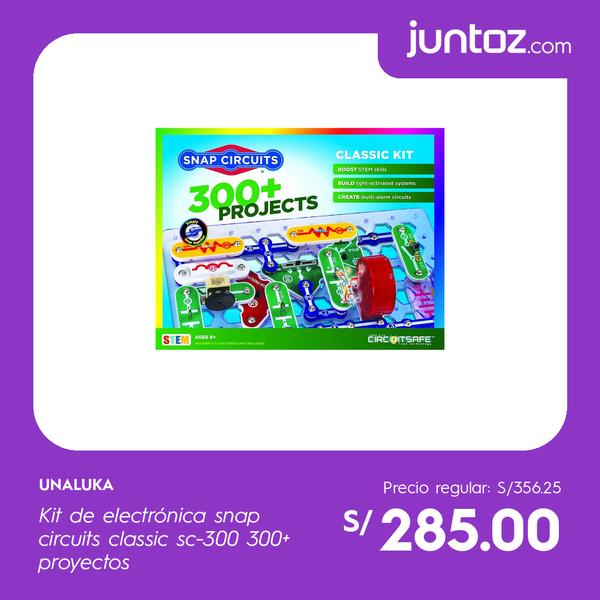 juntoz.com
SNAP CIRCUITS
CLASSIC KIT
BOOST STEM skills
BUILD light-activated systems
CREATE multi-alarm circuits
300+
PROJECTS
STEM
AGES 8+
CIRCUITSAFE
UNALUKA
Kit de electrónica snap
circuits classic sc-300 300+
proyectos
Precio regular: S/356.25
S/285.00